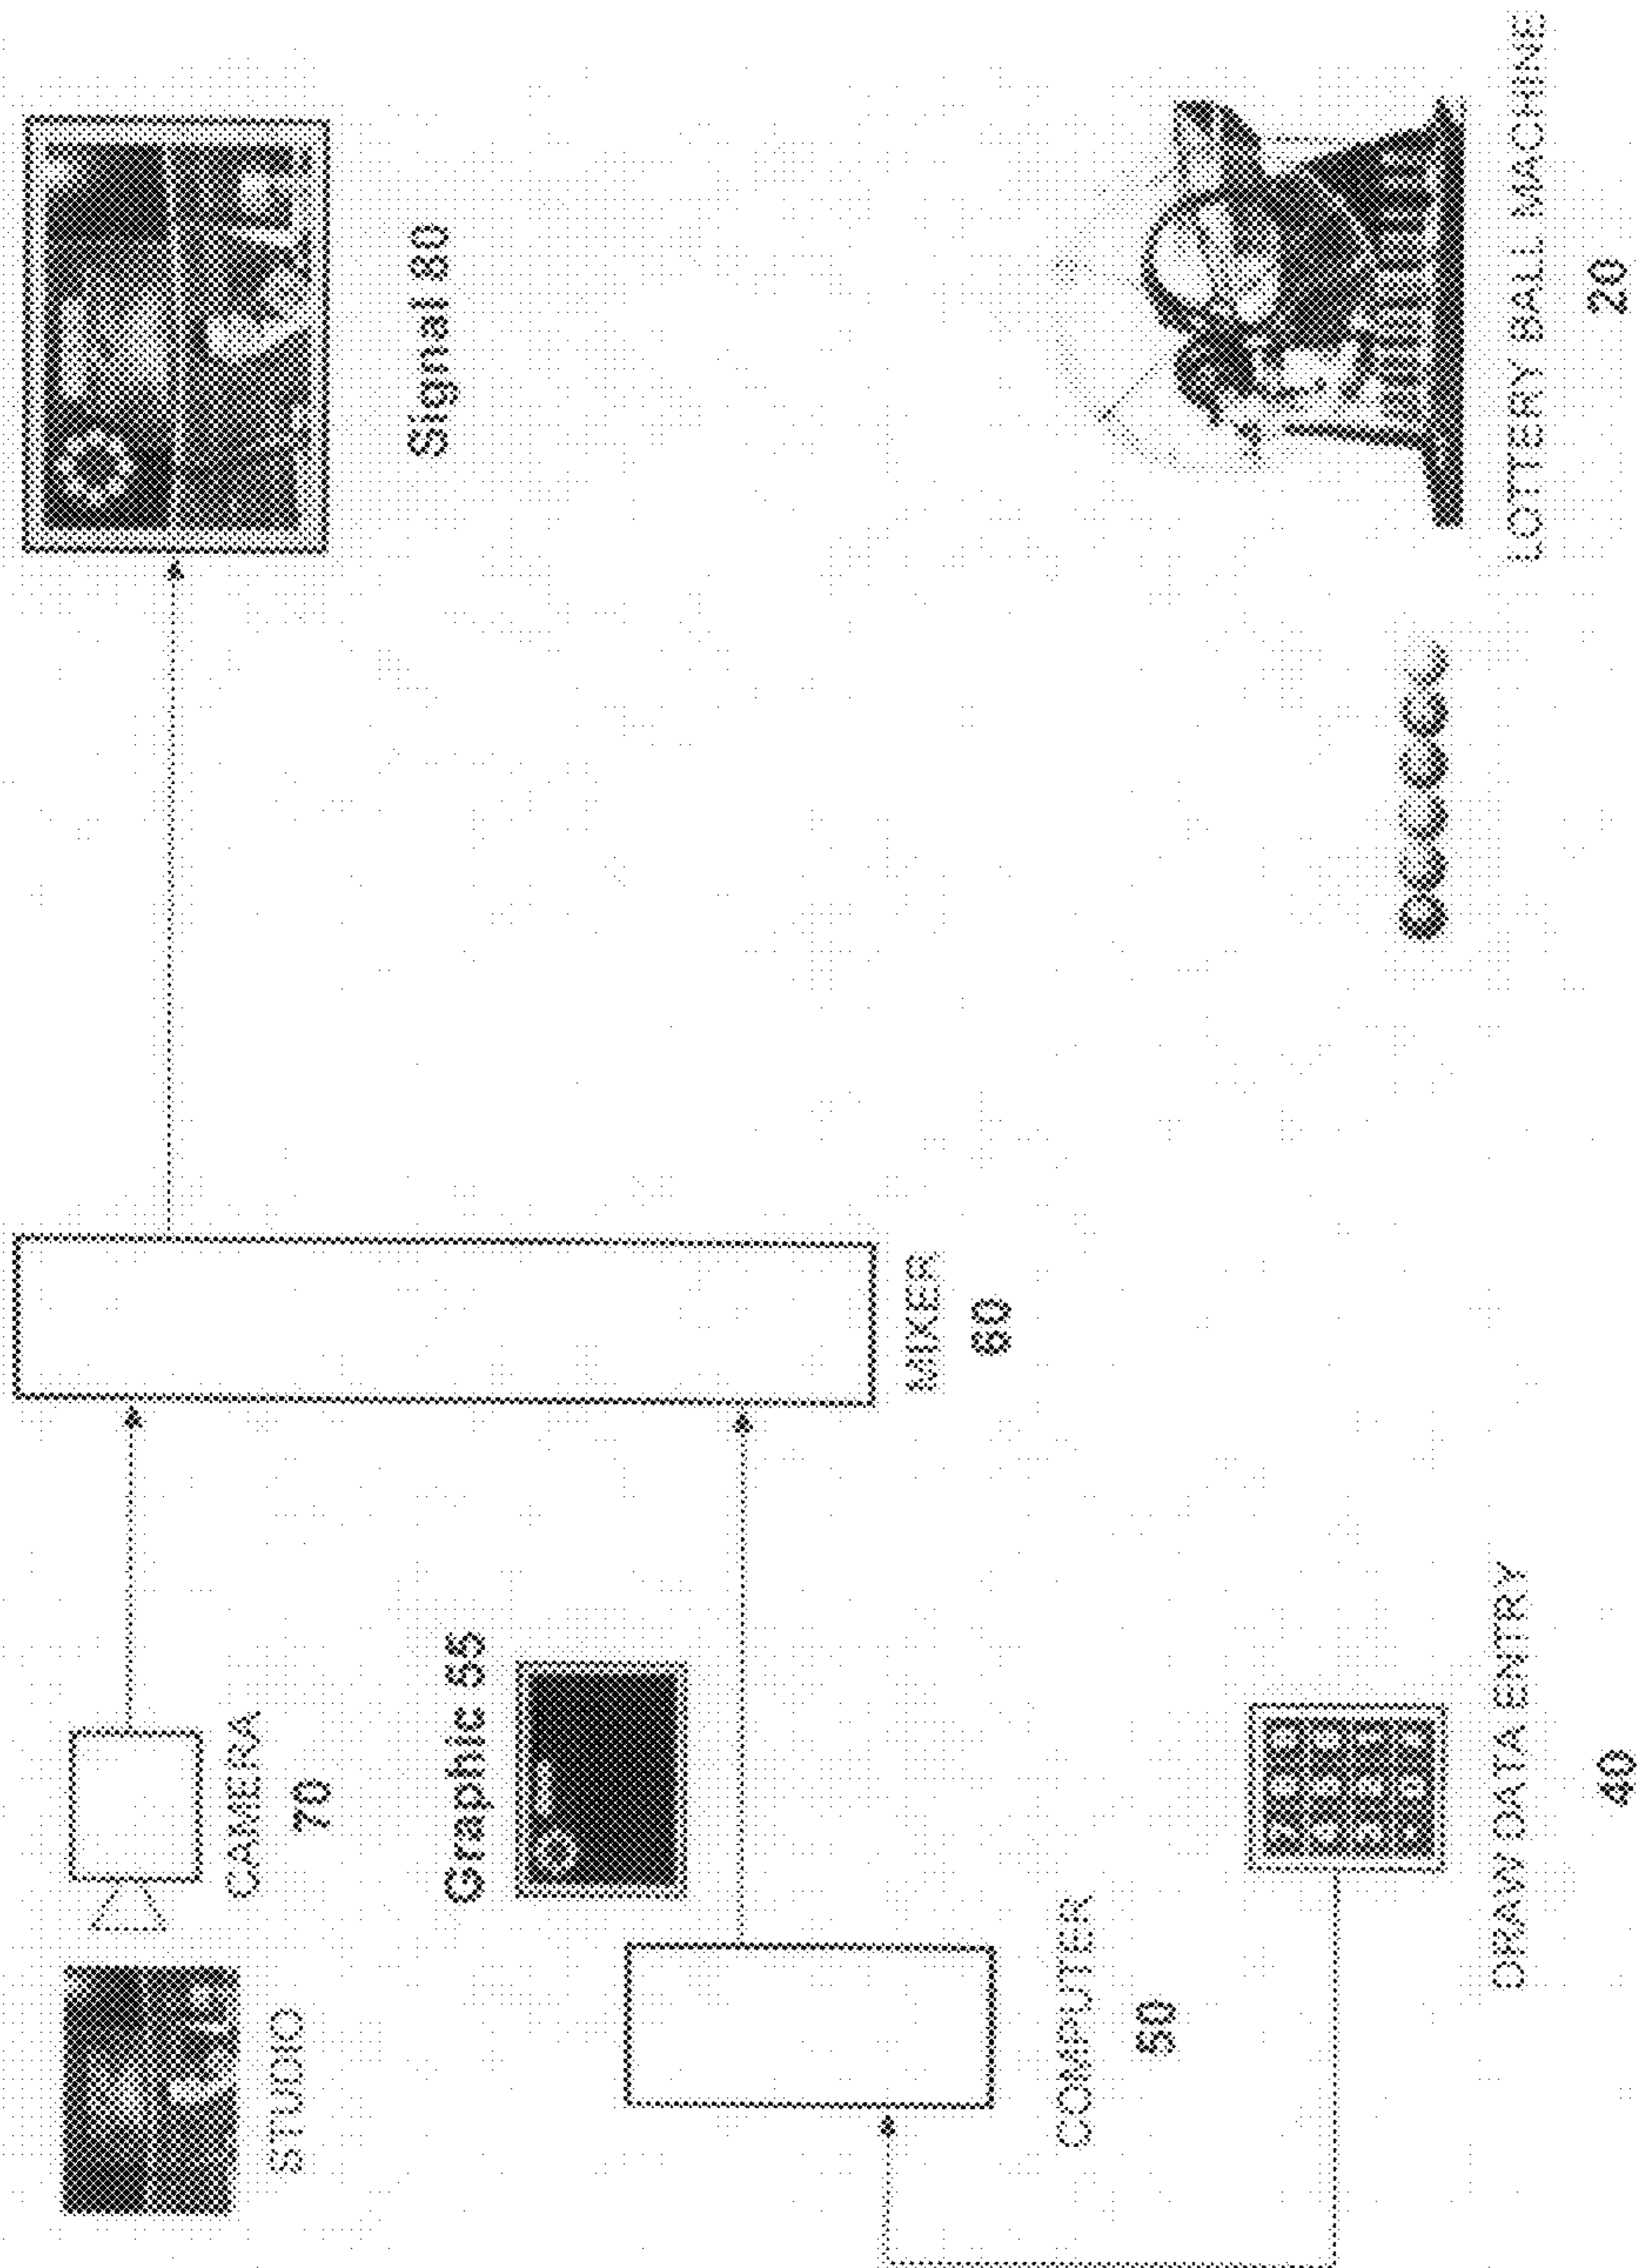 STUDIO
CAMERA
70
Graphic 55
COMPUTER
50
DRAW DATA ENTRY
40
MIXER
60
Signal 80
LOTTERY BALL MACHINE
20